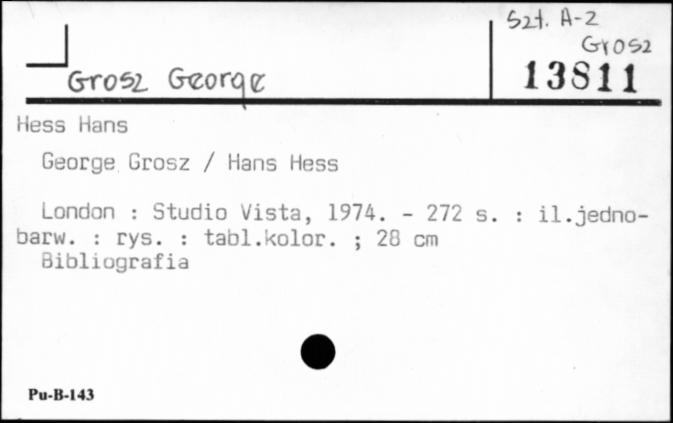 Szt. A-Z
Grosz
13811
Grosz George
Hess Hans
George Grosz / Hans Hess
London : Studio Vista, 1974. - 272 s. : il.jedno-
barw. : rys. : tabl.kolor. ; 28 cm
Bibliografia
Pu-B-143